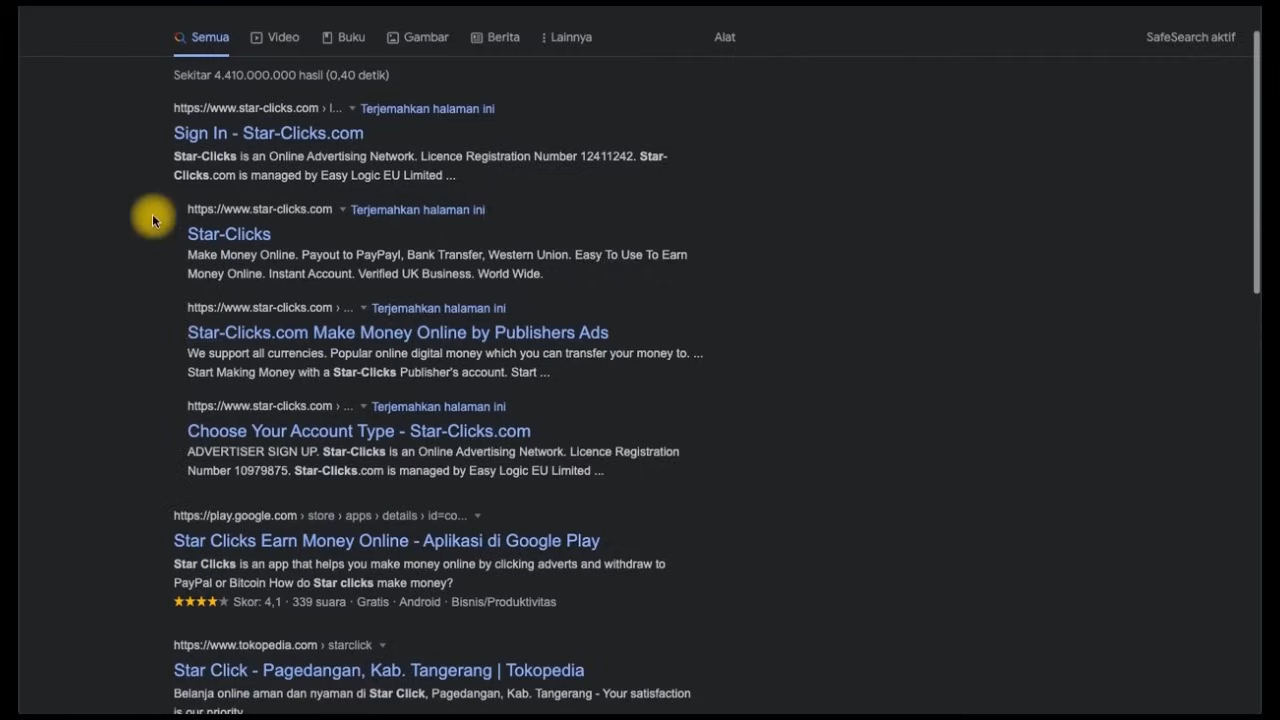 Semua Video Buku Gambar Berita Lainnya Alat SafeSearch aktif
Sekitar 4.410.000.000 hasil (0,40 detik)
https://www.star-clicks.com › l... Terjemahkan halaman ini
Sign In - Star-Clicks.com
Star-Clicks is an Online Advertising Network. Licence Registration Number 12411242. Star-
Clicks.com is managed by Easy Logic EU Limited ...
https://www.star-clicks.com Terjemahkan halaman ini
Star-Clicks
Make Money Online. Payout to PayPayl, Bank Transfer, Western Union. Easy To Use To Earn
Money Online. Instant Account. Verified UK Business. World Wide.
https://www.star-clicks.com › ... Terjemahkan halaman ini
Star-Clicks.com Make Money Online by Publishers Ads
We support all currencies. Popular online digital money which you can transfer your money to. ...
Start Making Money with a Star-Clicks Publisher's account. Start ...
https://www.star-clicks.com › ... Terjemahkan halaman ini
Choose Your Account Type - Star-Clicks.com
ADVERTISER SIGN UP. Star-Clicks is an Online Advertising Network. Licence Registration
Number 10979875. Star-Clicks.com is managed by Easy Logic EU Limited ...
https://play.google.com › store › apps › details › id=co...
Star Clicks Earn Money Online - Aplikasi di Google Play
Star Clicks is an app that helps you make money online by clicking adverts and withdraw to
PayPal or Bitcoin How do Star clicks make money?
Skor: 4,1 · 339 suara · Gratis · Android · Bisnis/Produktivitas
https://www.tokopedia.com › starclick
Star Click - Pagedangan, Kab. Tangerang | Tokopedia
Belanja online aman dan nyaman di Star Click, Pagedangan, Kab. Tangerang - Your satisfaction
is our priority